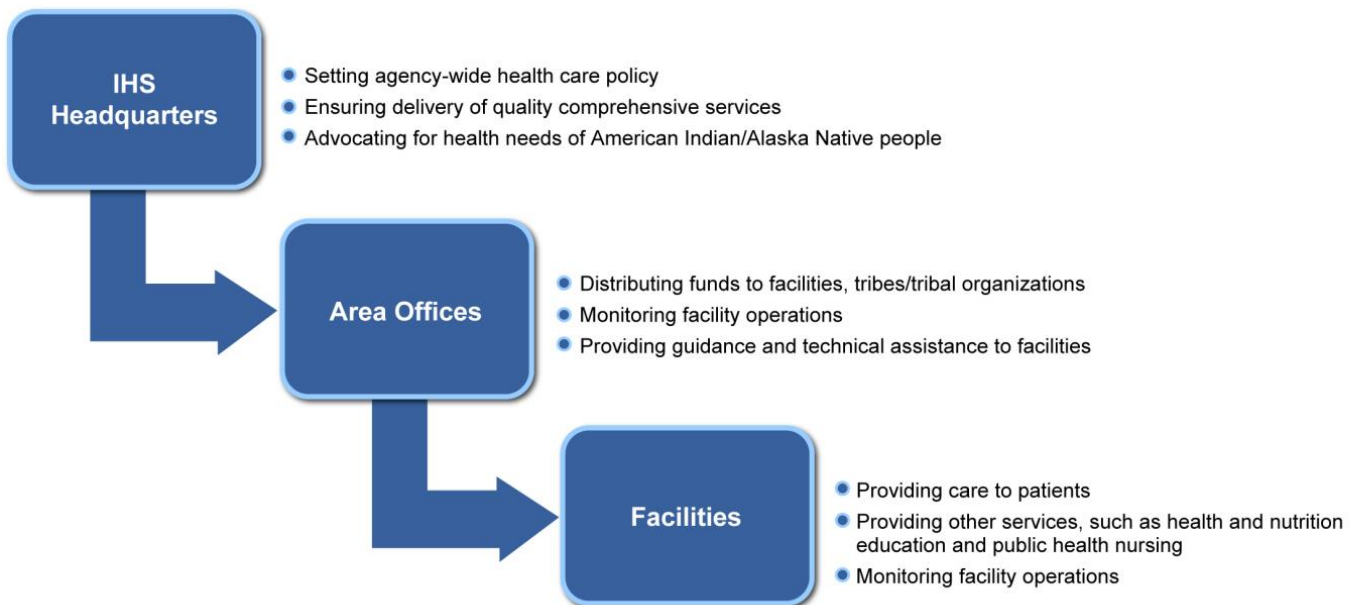 IHS
Headquarters
Setting agency-wide health care policy
Ensuring delivery of quality comprehensive services
Advocating for health needs of American Indian/Alaska Native people
Area Offices
Distributing funds to facilities, tribes/tribal organizations
Monitoring facility operations
Providing guidance and technical assistance to facilities
Facilities
Providing care to patients
Providing other services, such as health and nutrition
education and public health nursing
Monitoring facility operations